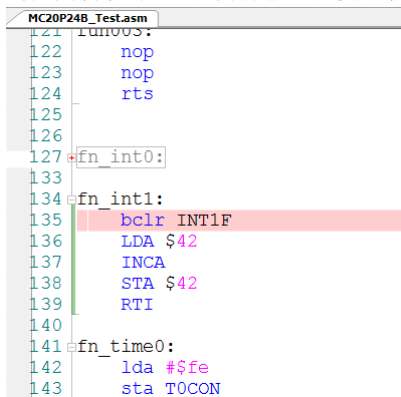 MC20P24B_Test.asm
121 fun003:
122 nop
123 nop
124 rts
125
126
127 fn_int0:
133
134 fn_int1:
135 bclr INT1F
136 LDA $42
137 INCA
138 STA $42
139 RTI
140
141 fn_time0:
142 lda #$fe
143 sta T0CON